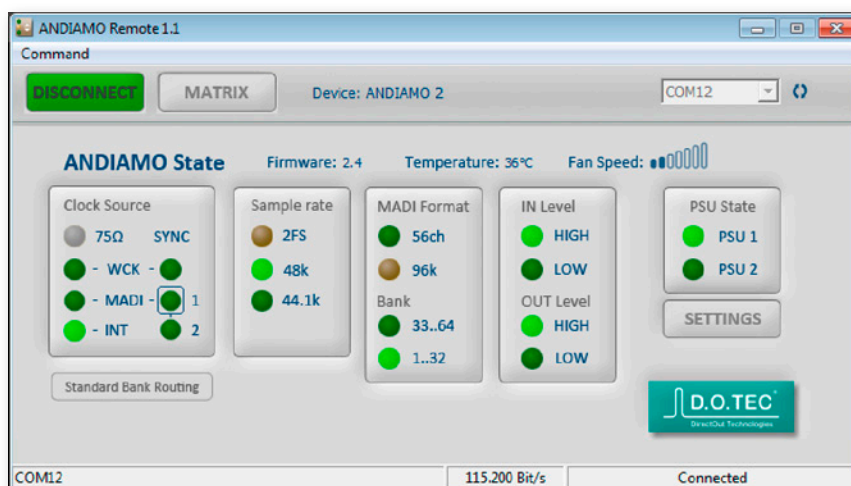 ANDIAMO Remote 1.1
Command
DISCONNECT
MATRIX
Device: ANDIAMO 2
COM12
ANDIAMO State
Firmware: 2.4
Temperature: 36°C
Fan Speed:
Clock Source
75Ω SYNC
- WCK -
- MADI - 1
- INT 2
Standard Bank Routing
Sample rate
2FS
48k
44.1k
MADI Format
56ch
96k
Bank
33..64
1..32
IN Level
HIGH
LOW
OUT Level
HIGH
LOW
PSU State
PSU 1
PSU 2
SETTINGS
D.O.TEC
DirectOut Technologies
COM12
115.200 Bit/s
Connected